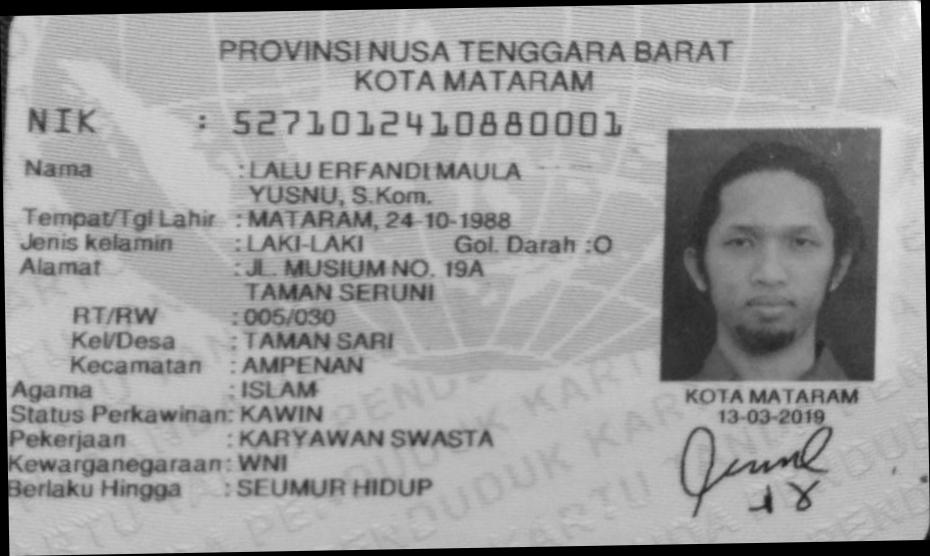 PROVINSI NUSA TENGGARA BARAT
KOTA MATARAM
NIK : 5271012410880001
Nama : LALU ERFANDI MAULA
YUSNU, S.Kom.
Tempat/Tgl Lahir : MATARAM, 24-10-1988
Jenis kelamin : LAKI-LAKI Gol. Darah :O
Alamat : JL. MUSIUM NO. 19A
TAMAN SERUNI
RT/RW : 005/030
Kel/Desa : TAMAN SARI
Kecamatan : AMPENAN
Agama : ISLAM
Status Perkawinan: KAWIN
Pekerjaan : KARYAWAN SWASTA
Kewarganegaraan: WNI
Berlaku Hingga : SEUMUR HIDUP
KOTA MATARAM
13-03-2019